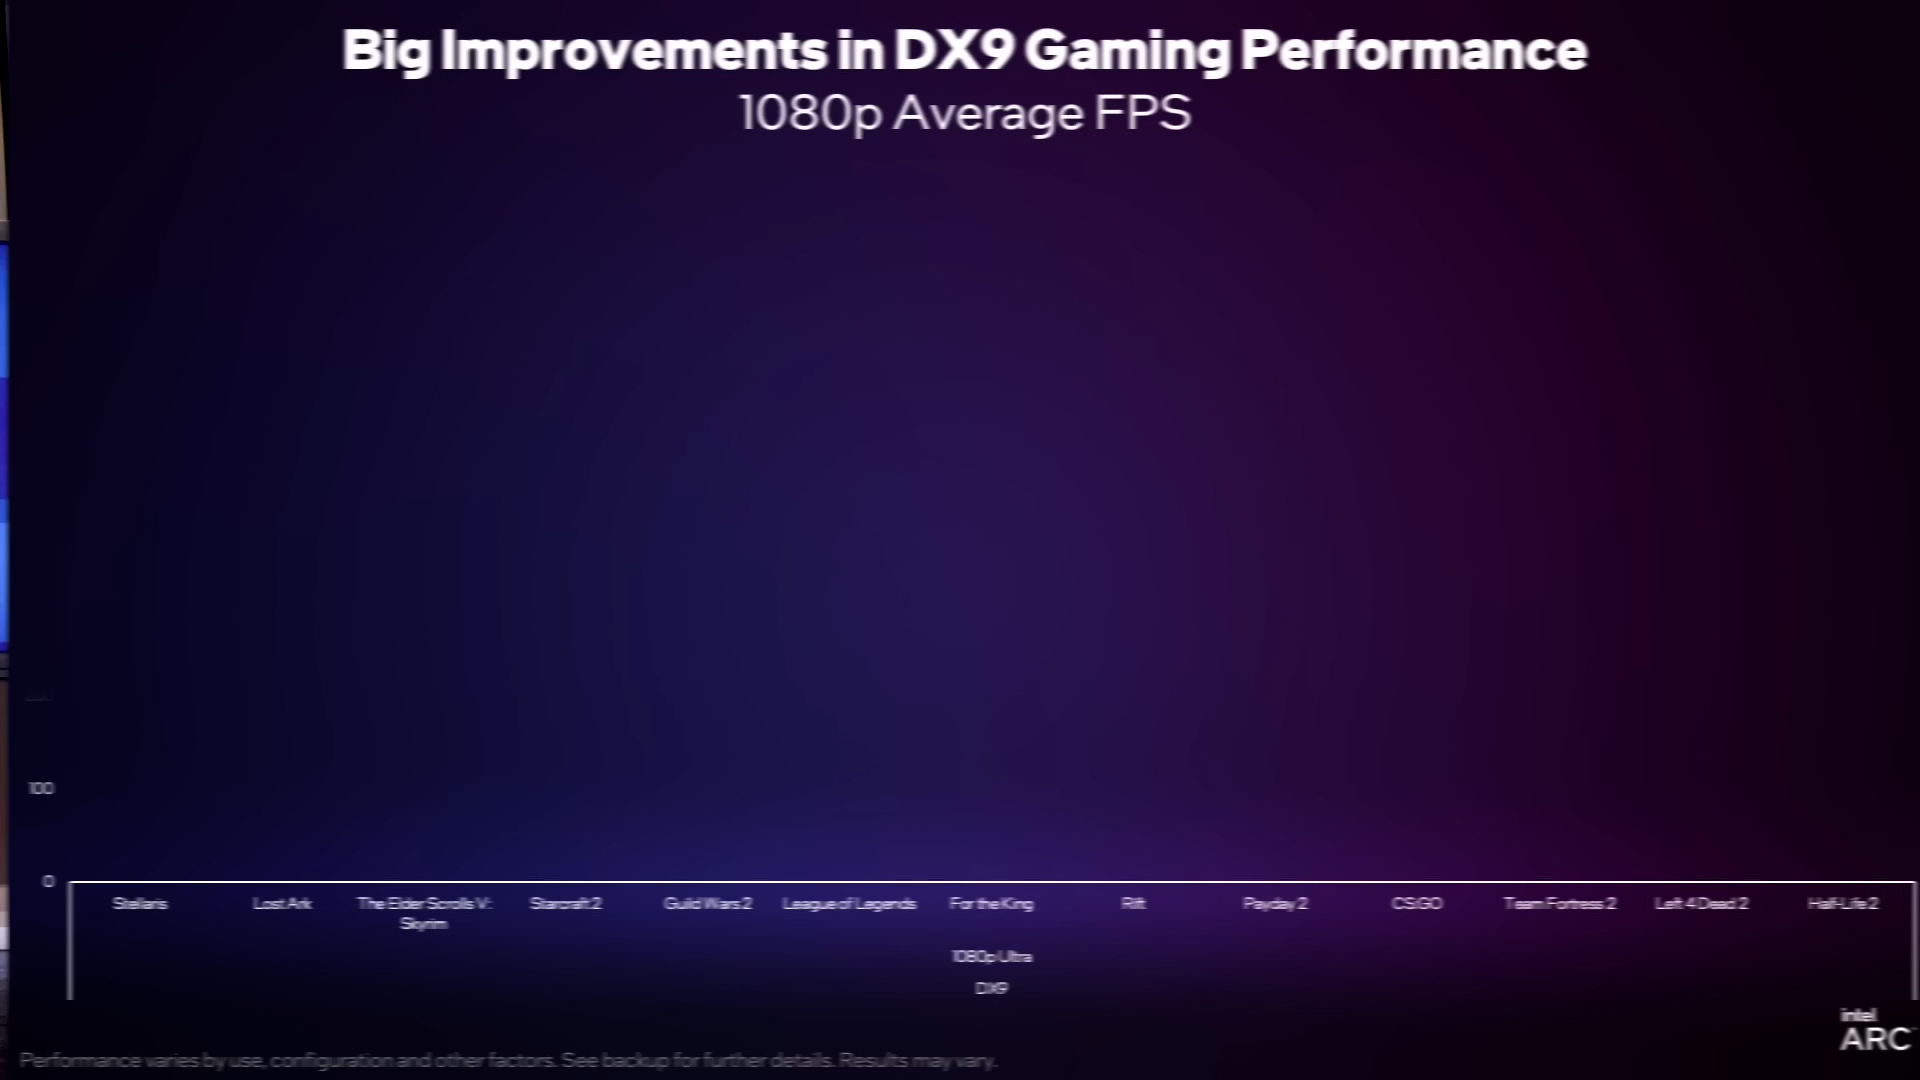 Big Improvements in DX9 Gaming Performance
1080p Average FPS
100
0
Stellaris
Lost Ark
The Elder Scrolls V:
Skyrim
Starcraft 2
Guild Wars 2
League of Legends
For the King
Rift
Payday 2
CS:GO
Team Fortress 2
Left 4 Dead 2
Half-Life 2
1080p Ultra
DX9
intel
ARC
Performance varies by use, configuration and other factors. See backup for further details. Results may vary.